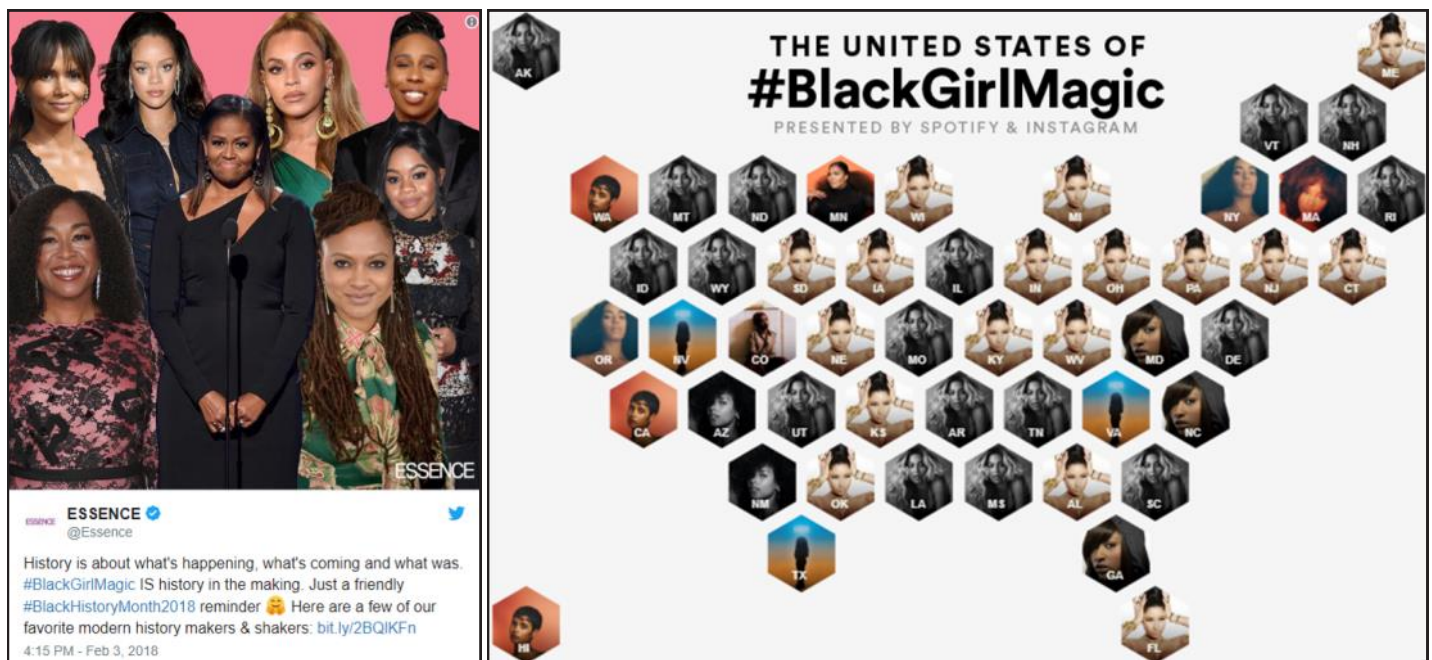 ESSENCE
ESSENCE
ESSENCE
@Essence
History is about what's happening, what's coming and what was.
#BlackGirlMagic IS history in the making. Just a friendly
#BlackHistoryMonth2018 reminder 🤗 Here are a few of our
favorite modern history makers & shakers: bit.ly/2BQlKFn
4:15 PM - Feb 3, 2018
THE UNITED STATES OF
#BlackGirlMagic
PRESENTED BY SPOTIFY & INSTAGRAM
AK
ME
VT NH
WA MT ND MN WI MI NY MA RI
ID WY SD IA IL IN OH PA NJ CT
OR NV CO NE MO KY WV MD DE
CA AZ UT KS AR TN VA NC
NM OK LA MS AL SC
TX GA
HI FL